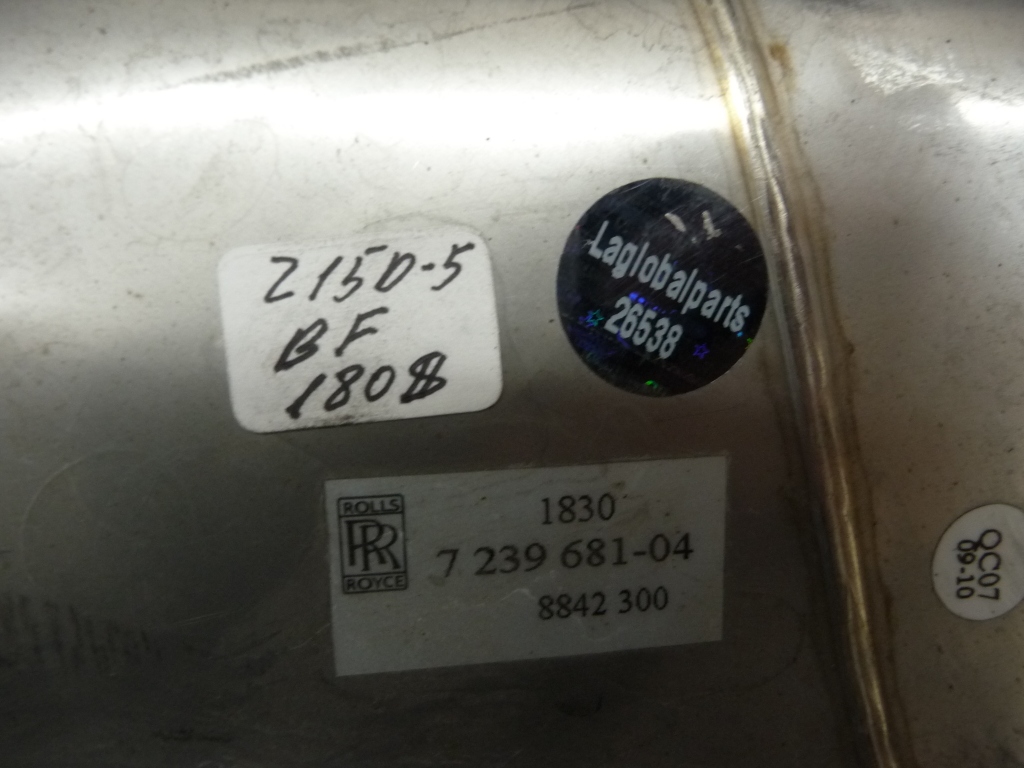 2150-5
BF
1808
Laglobalparts
26538
ROLLS
RR
ROYCE
1830
7 239 681-04
8842 300
QC07
09-10